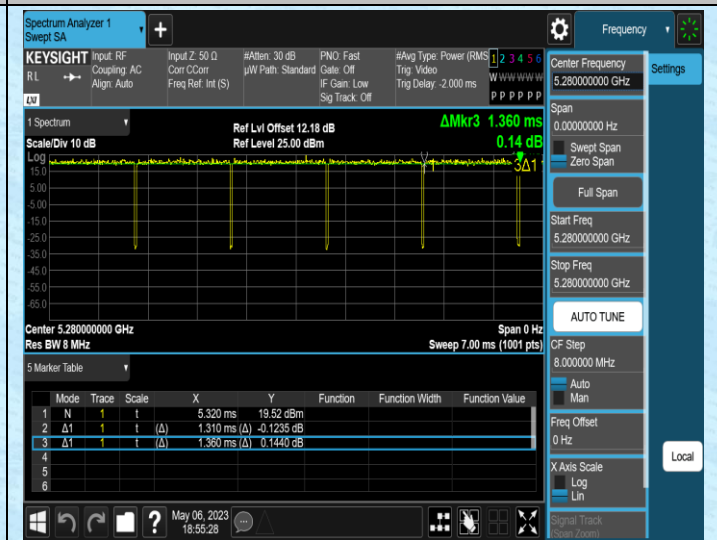 Spectrum Analyzer 1
Swept SA
Frequency
KEYSIGHT
RL
LXI
Input: RF
Coupling: AC
Align: Auto
Input Z: 50 Ω
Corr CCorr
Freq Ref: Int (S)
#Atten: 30 dB
µW Path: Standard
PNO: Fast
Gate: Off
IF Gain: Low
Sig Track: Off
#Avg Type: Power (RMS
Trig: Video
Trig Delay: -2.000 ms
1 2 3 4 5 6
W W W W W W
P P P P P P
1 Spectrum
Scale/Div 10 dB
Ref Lvl Offset 12.18 dB
Ref Level 25.00 dBm
ΔMkr3 1.360 ms
0.14 dB
Log
15.0
5.00
-5.00
-15.0
-25.0
-35.0
-45.0
-55.0
-65.0
1
3Δ1
Center 5.280000000 GHz
Res BW 8 MHz
Span 0 Hz
Sweep 7.00 ms (1001 pts)
5 Marker Table
Mode Trace Scale X Y Function Function Width Function Value
1 N 1 t 5.320 ms 19.52 dBm
2 Δ1 1 t (Δ) 1.310 ms (Δ) -0.1235 dB
3 Δ1 1 t (Δ) 1.360 ms (Δ) 0.1440 dB
4
5
6
?
May 06, 2023
18:55:28
Center Frequency
5.280000000 GHz
Span
0.00000000 Hz
Swept Span
Zero Span
Full Span
Start Freq
5.280000000 GHz
Stop Freq
5.280000000 GHz
AUTO TUNE
CF Step
8.000000 MHz
Auto
Man
Freq Offset
0 Hz
X Axis Scale
Log
Lin
Signal Track
(Span Zoom)
Settings
Local